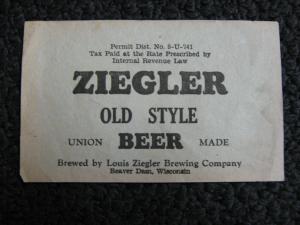 Permit Dist. No. 8-U-741
Tax Paid at the Rate Prescribed by
Internal Revenue Law
ZIEGLER
OLD STYLE
UNION BEER MADE
Brewed by Louis Ziegler Brewing Company
Beaver Dam, Wisconsin